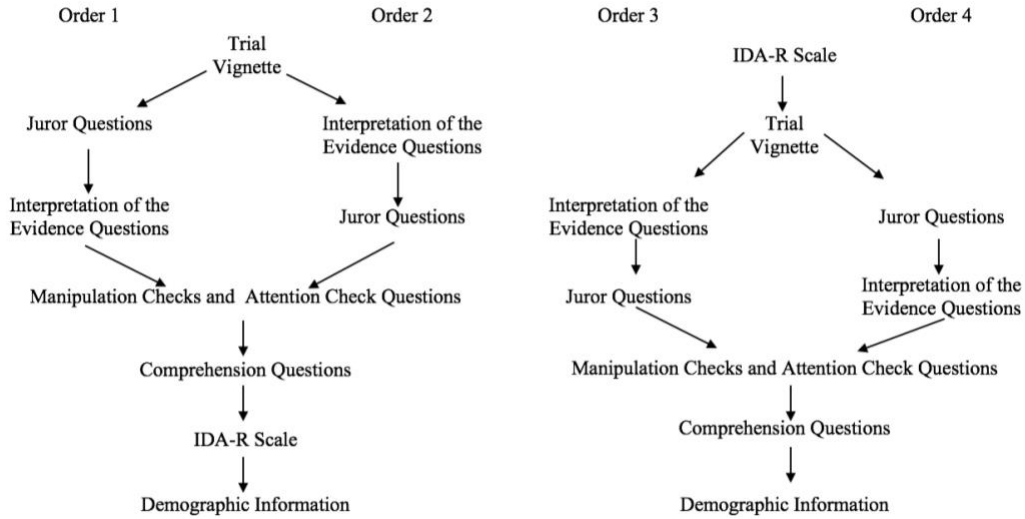 Order 1
Order 2
Trial
Vignette
Juror Questions
Interpretation of the
Evidence Questions
Interpretation of the
Evidence Questions
Juror Questions
Manipulation Checks and Attention Check Questions
Comprehension Questions
IDA-R Scale
Demographic Information
Order 3
Order 4
IDA-R Scale
Trial
Vignette
Interpretation of the
Evidence Questions
Juror Questions
Juror Questions
Interpretation of the
Evidence Questions
Manipulation Checks and Attention Check Questions
Comprehension Questions
Demographic Information